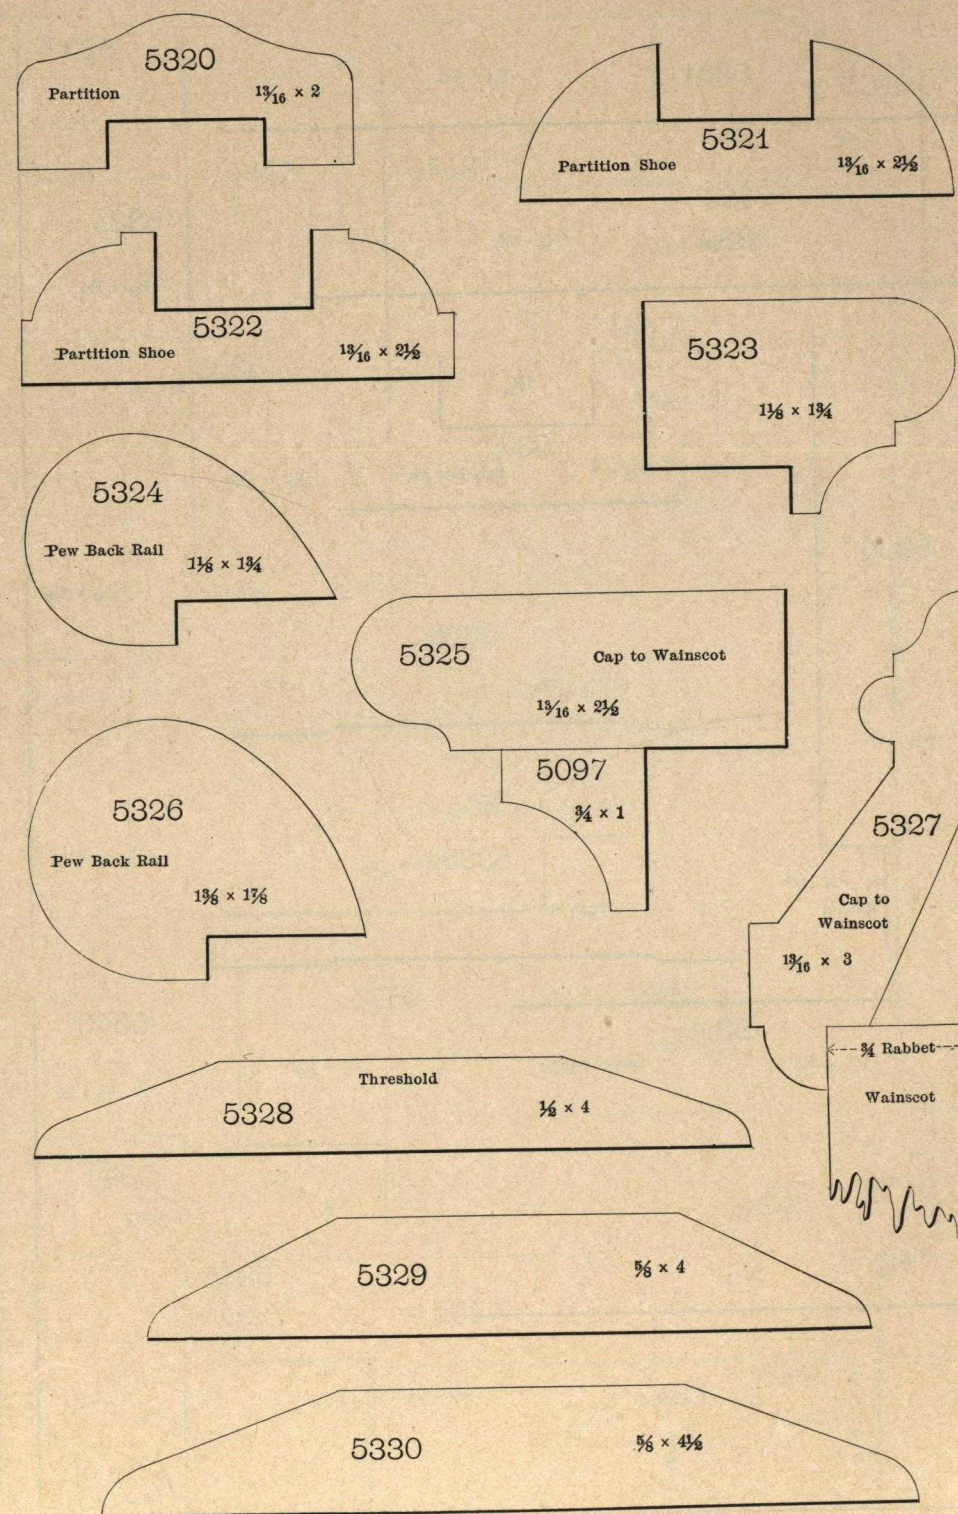 5320
Partition 13/16 × 2
5321
Partition Shoe 13/16 × 2½
5322
Partition Shoe 13/16 × 2½
5323
1⅛ × 1¾
5324
Pew Back Rail
1⅛ × 1¾
5325 Cap to Wainscot
13/16 × 2½
5097
¾ × 1
5326
Pew Back Rail
1⅜ × 1⅞
5327
Cap to
Wainscot
13/16 × 3
¾ Rabbet
Wainscot
Threshold
5328 ½ × 4
5329 ⅝ × 4
5330 ⅝ × 4½